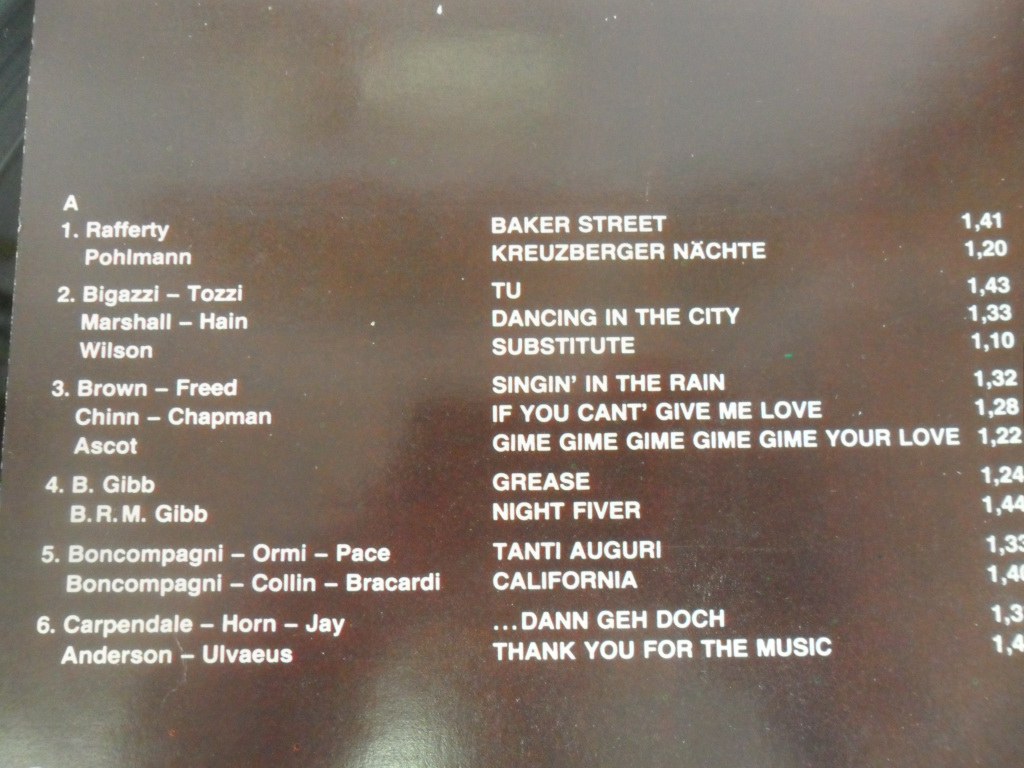 A
1. Rafferty BAKER STREET 1,41
Pohlmann KREUZBERGER NÄCHTE 1,20
2. Bigazzi – Tozzi TU 1,43
Marshall – Hain DANCING IN THE CITY 1,33
Wilson SUBSTITUTE 1,10
3. Brown – Freed SINGIN' IN THE RAIN 1,32
Chinn – Chapman IF YOU CANT' GIVE ME LOVE 1,28
Ascot GIME GIME GIME GIME GIME YOUR LOVE 1,22
4. B. Gibb GREASE 1,24
B.R.M. Gibb NIGHT FIVER 1,44
5. Boncompagni – Ormi – Pace TANTI AUGURI 1,33
Boncompagni – Collin – Bracardi CALIFORNIA
6. Carpendale – Horn – Jay ...DANN GEH DOCH
Anderson – Ulvaeus THANK YOU FOR THE MUSIC